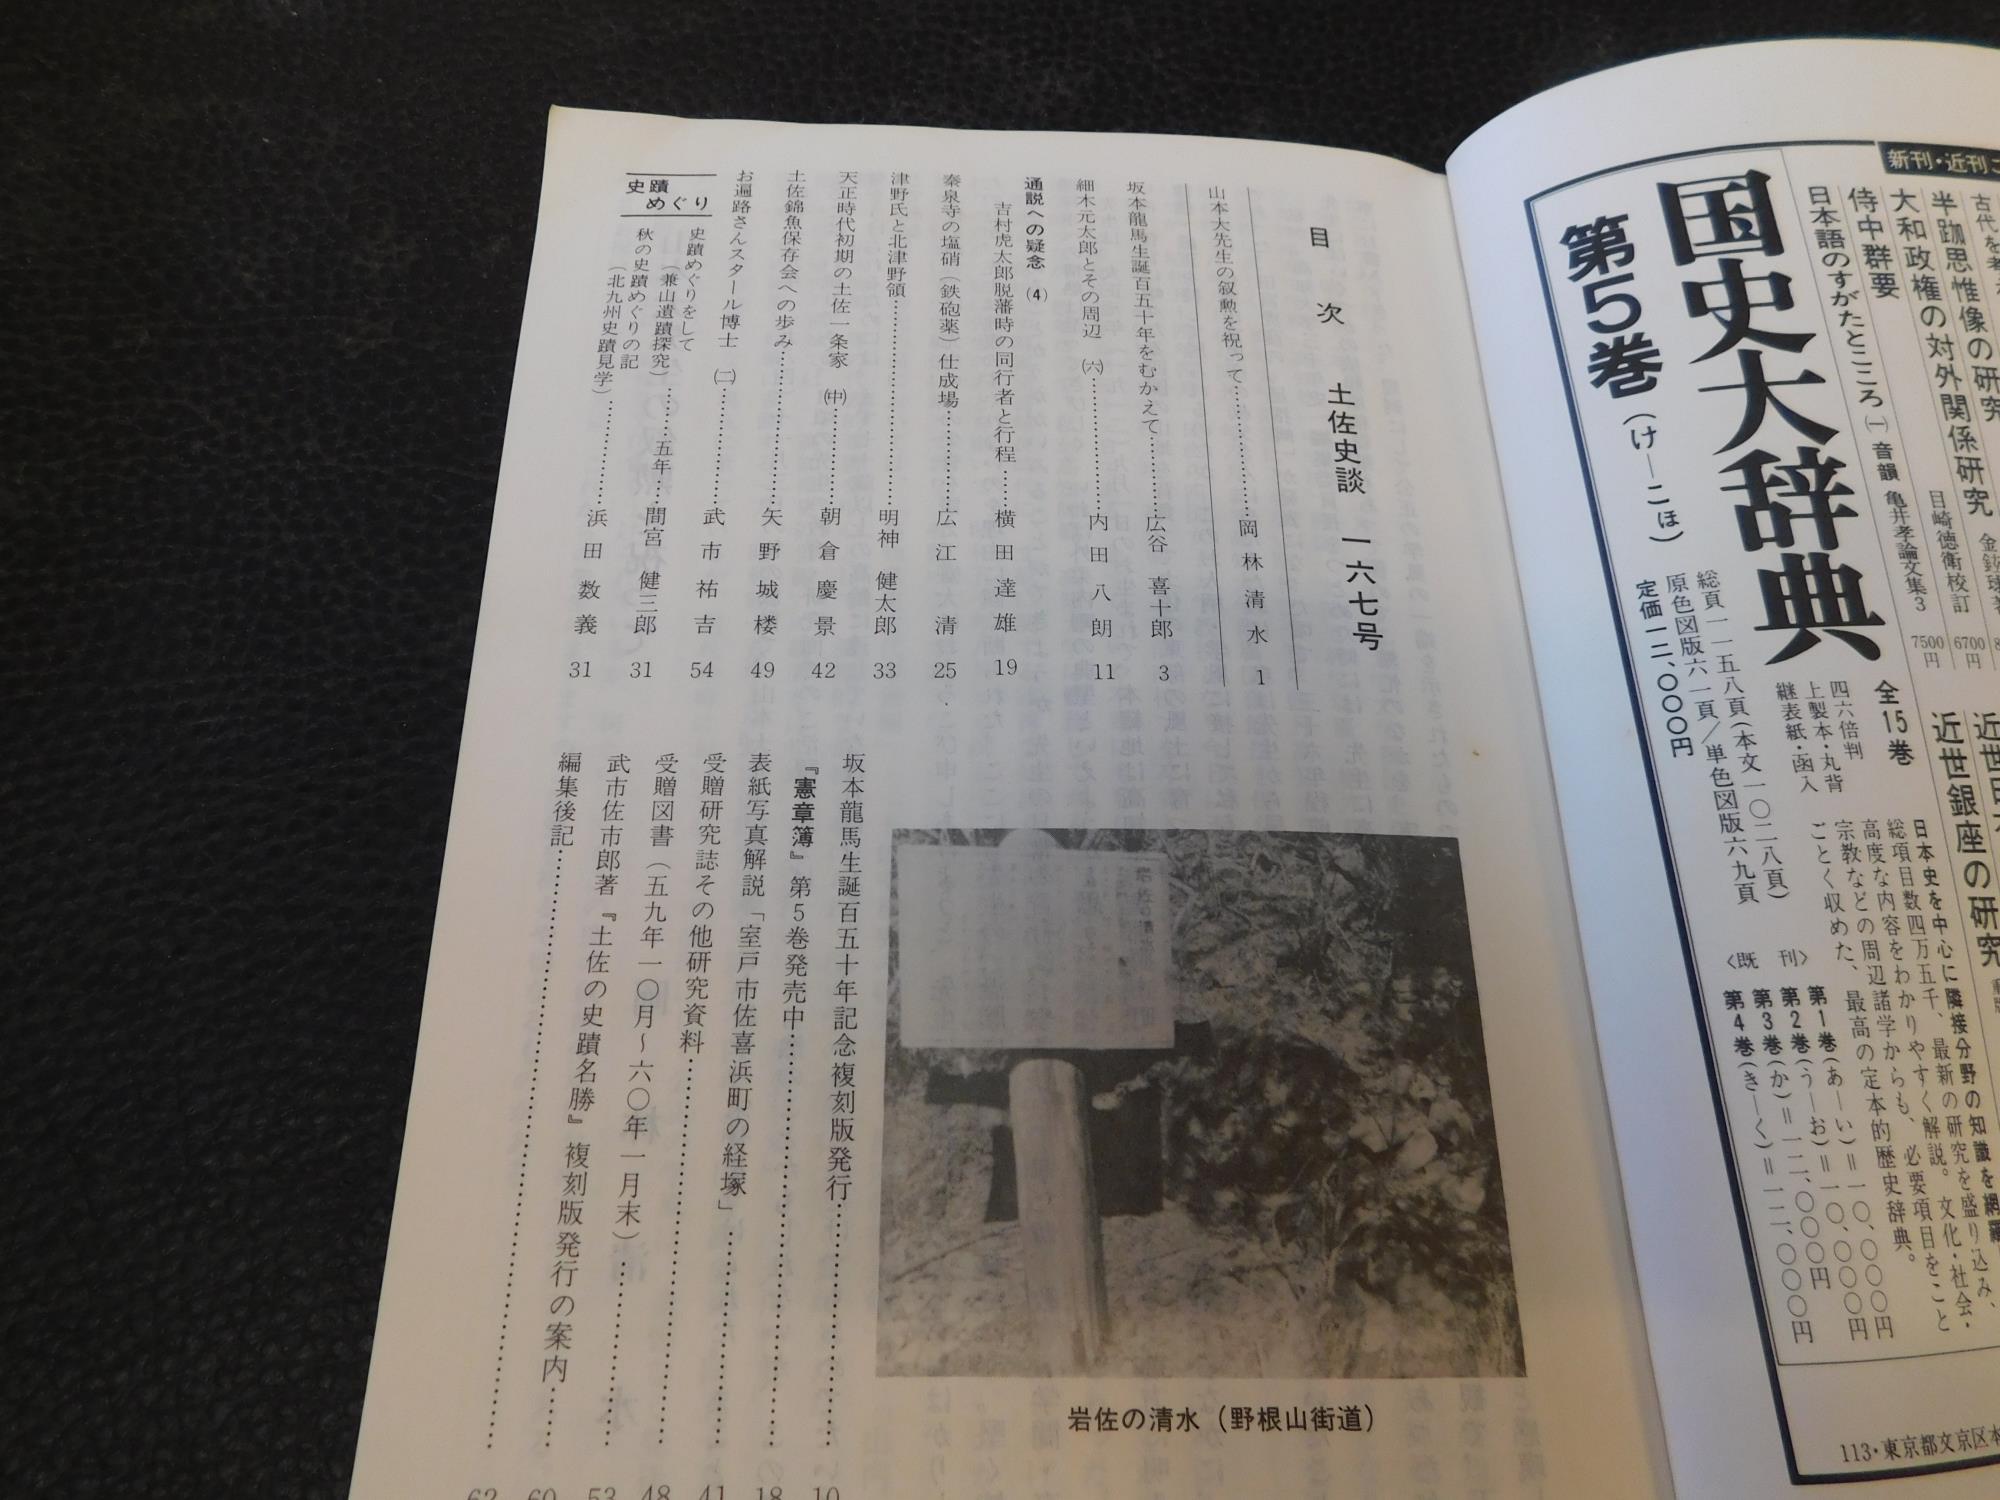 新刊・近刊
国史大辞典
第5巻
(けーこほ)
総頁一一五八頁(本文一〇二八頁)
原色図版六一頁/単色図版六九頁
定価一二、〇〇〇円
全15巻
四六倍判
上製本・丸背
継表紙・函入
日本史を中心に隣接分野の知識を網羅
総項目数四万五千、最新の研究を盛り込み、
高度な内容をわかりやすく解説。文化・社会・
宗教などの周辺諸学からも、必要項目をこと
ごとく収めた、最高の定本的歴史辞典。
〈既 刊〉
第1巻(あーい)=一〇、〇〇〇円
第2巻(うーお)=一〇、〇〇〇円
第3巻(か)=一二、〇〇〇円
第4巻(きーく)=一二、〇〇〇円
半跏思惟像の研究
大和政権の対外関係研究
侍中群要 目崎徳衛校訂 6700円
日本語のすがたところ(一) 音韻 亀井孝論文集3 7500円
近世銀座の研究
113・東京都文京区本
目次 土佐史談 一六七号
山本大先生の叙勲を祝って……岡林清水 1
坂本龍馬生誕百五十年をむかえて……広谷喜十郎 3
細木元太郎とその周辺 (六)……内田八朗 11
通説への疑念 (4)
吉村虎太郎脱藩時の同行者と行程……横田達雄 19
秦泉寺の塩硝(鉄砲薬)仕成場……広江清 25
津野氏と北津野領……明神健太郎 33
天正時代初期の土佐一条家 (中)……朝倉慶景 42
土佐錦魚保存会への歩み……矢野城楼 49
お遍路さんスタール博士 (二)……武市祐吉 54
史蹟めぐり
史蹟めぐりをして
(兼山遺蹟探究)……五年……間宮健三郎 31
秋の史蹟めぐりの記
(北九州史蹟見学)……浜田数義 31
坂本龍馬生誕百五十年記念複刻版発行……10
『憲章簿』第5巻発売中……18
表紙写真解説「室戸市佐喜浜町の経塚」……41
受贈研究誌その他研究資料……48
受贈図書(五九年一〇月〜六〇年一月末)……53
武市佐市郎著『土佐の史蹟名勝』複刻版発行の案内……60
編集後記……62
岩佐の清水(野根山街道)